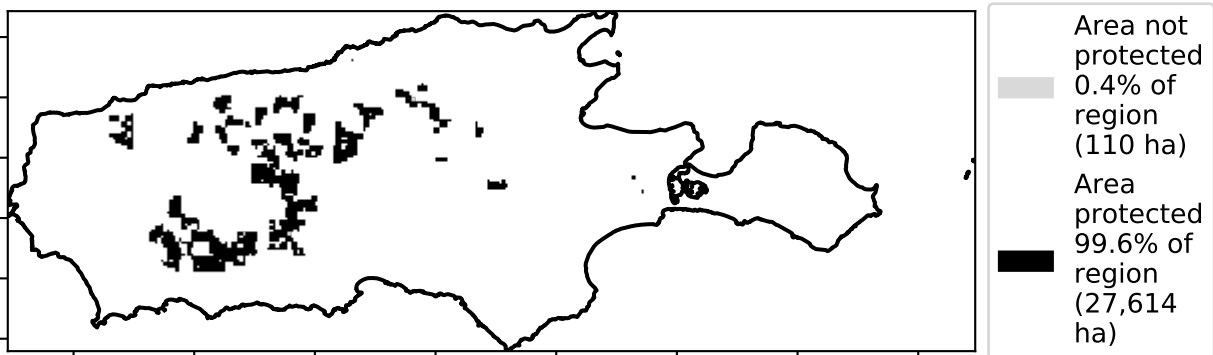 Area not
protected
0.4% of
region
(110 ha)
Area
protected
99.6% of
region
(27,614
ha)